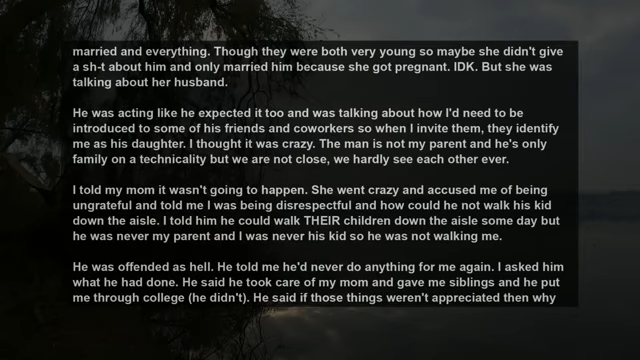 married and everything. Though they were both very young so maybe she didn't give
a sh-t about him and only married him because she got pregnant. IDK. But she was
talking about her husband.
He was acting like he expected it too and was talking about how I'd need to be
introduced to some of his friends and coworkers so when I invite them, they identify
me as his daughter. I thought it was crazy. The man is not my parent and he's only
family on a technicality but we are not close, we hardly see each other ever.
I told my mom it wasn't going to happen. She went crazy and accused me of being
ungrateful and told me I was being disrespectful and how could he not walk his kid
down the aisle. I told him he could walk THEIR children down the aisle some day but
he was never my parent and I was never his kid so he was not walking me.
He was offended as hell. He told me he'd never do anything for me again. I asked him
what he had done. He said he took care of my mom and gave me siblings and he put
me through college (he didn't). He said if those things weren't appreciated then why